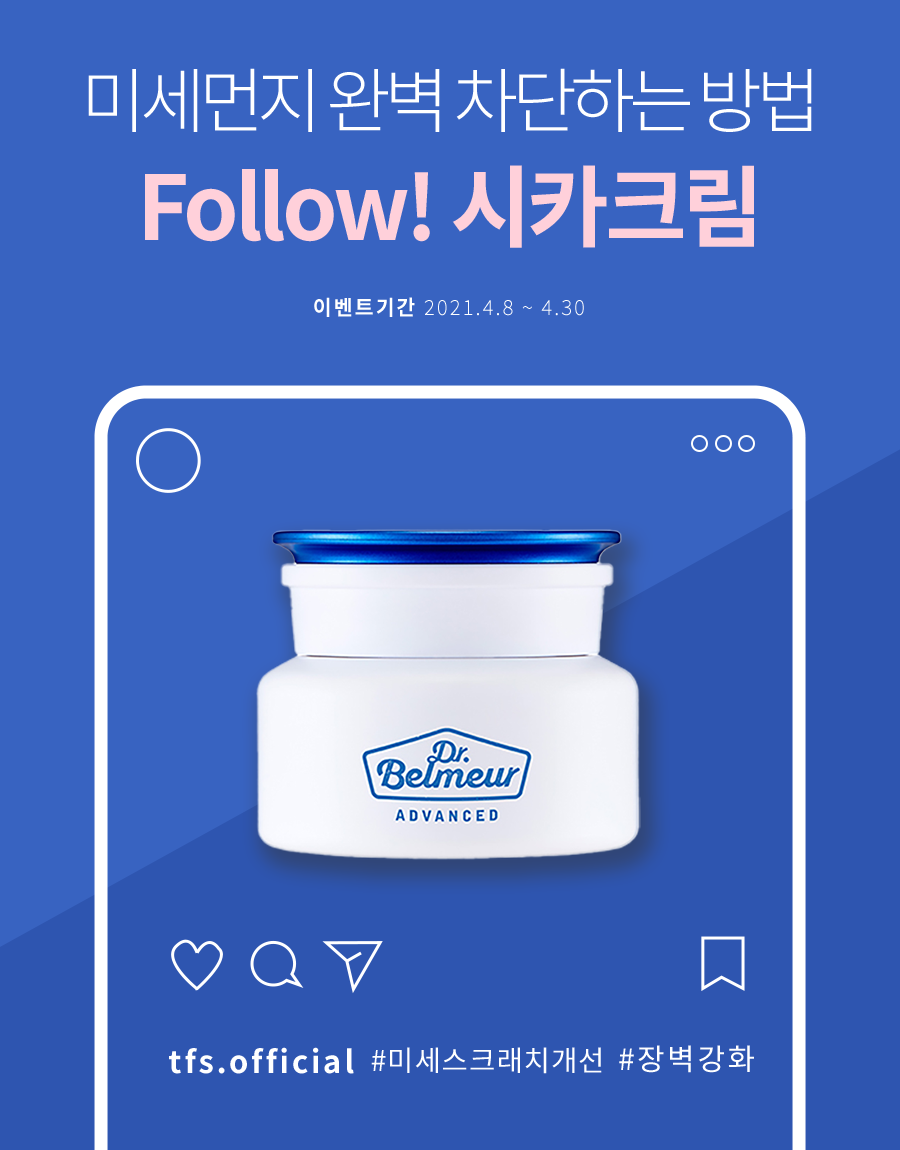 미세먼지 완벽 차단하는 방법
Follow! 시카크림
이벤트기간 2021.4.8 ~ 4.30
Dr.
Belmeur
ADVANCED
tfs.official #미세스크래치개선 #장벽강화